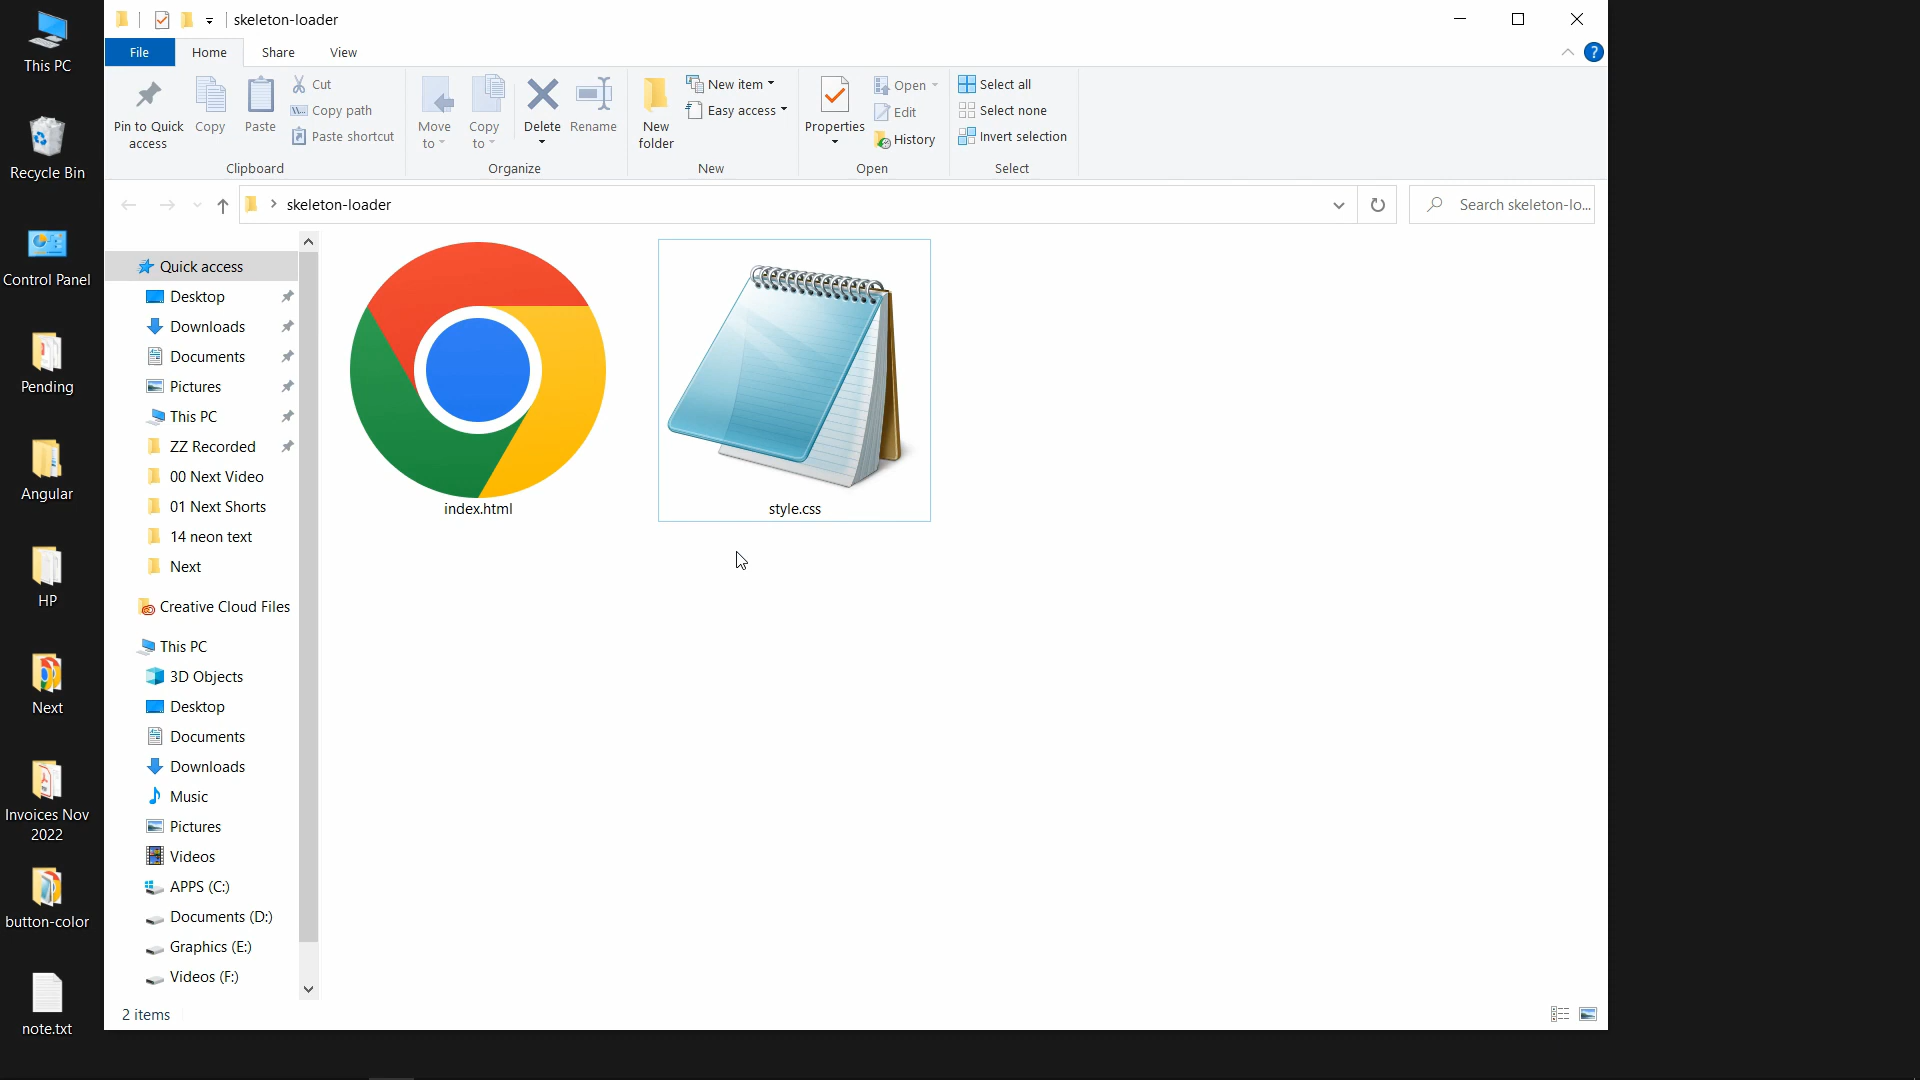 This PC
Recycle Bin
Control Panel
Pending
Angular
HP
Next
Invoices Nov
2022
button-color
note.txt
skeleton-loader
File
Home
Share
View
?
Pin to Quick
access
Copy
Paste
Cut
Copy path
Paste shortcut
Clipboard
Move
to
Copy
to
Delete
Rename
Organize
New
folder
New item
Easy access
New
Properties
Open
Edit
History
Open
Select all
Select none
Invert selection
Select
skeleton-loader
Search skeleton-lo...
Quick access
Desktop
Downloads
Documents
Pictures
This PC
ZZ Recorded
00 Next Video
01 Next Shorts
14 neon text
Next
Creative Cloud Files
This PC
3D Objects
Desktop
Documents
Downloads
Music
Pictures
Videos
APPS (C:)
Documents (D:)
Graphics (E:)
Videos (F:)
index.html
style.css
2 items